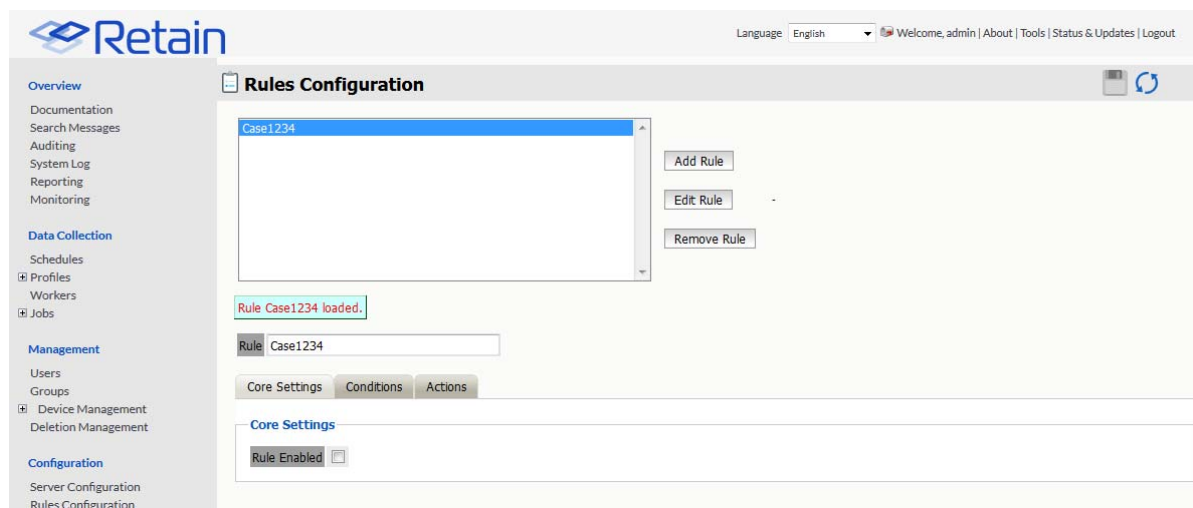 Retain
Language English Welcome, admin | About | Tools | Status & Updates | Logout
Overview
Documentation
Search Messages
Auditing
System Log
Reporting
Monitoring
Data Collection
Schedules
Profiles
Workers
Jobs
Management
Users
Groups
Device Management
Deletion Management
Configuration
Server Configuration
Rules Configuration
Rules Configuration
Case1234
Add Rule
Edit Rule -
Remove Rule
Rule Case1234 loaded.
Rule Case1234
Core Settings Conditions Actions
Core Settings
Rule Enabled